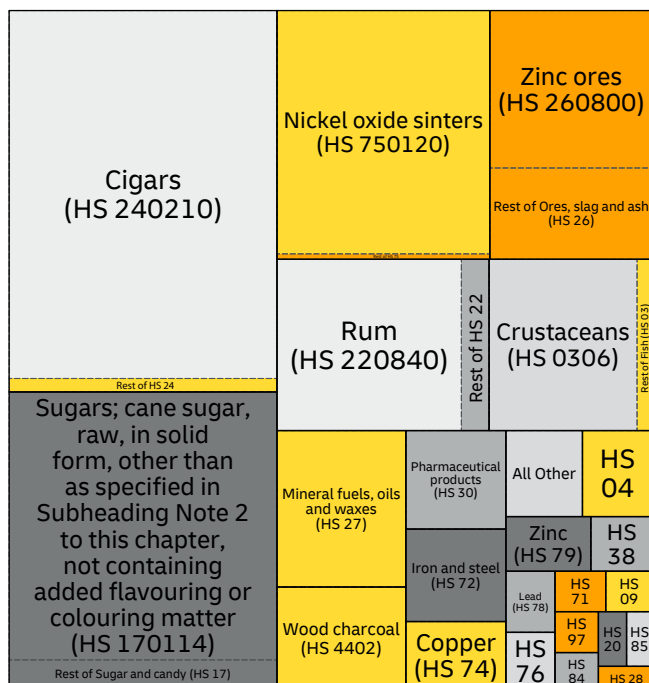 Cigars
(HS 240210)
Rest of HS 24
Sugars; cane sugar,
raw, in solid
form, other than
as specified in
Subheading Note 2
to this chapter,
not containing
added flavouring or
colouring matter
(HS 170114)
Rest of Sugar and candy (HS 17)
Nickel oxide sinters
(HS 750120)
Zinc ores
(HS 260800)
Rest of Ores, slag and ash
(HS 26)
Rum
(HS 220840)
Rest of HS 22
Crustaceans
(HS 0306)
Rest of Fish (HS 03)
Mineral fuels, oils
and waxes
(HS 27)
Wood charcoal
(HS 4402)
Pharmaceutical
products
(HS 30)
Iron and steel
(HS 72)
Copper
(HS 74)
All Other
HS
04
Zinc
(HS 79)
HS
38
Lead
(HS 78)
HS
76
HS
71
HS
09
HS
97
HS
84
HS
20
HS
85
HS 28